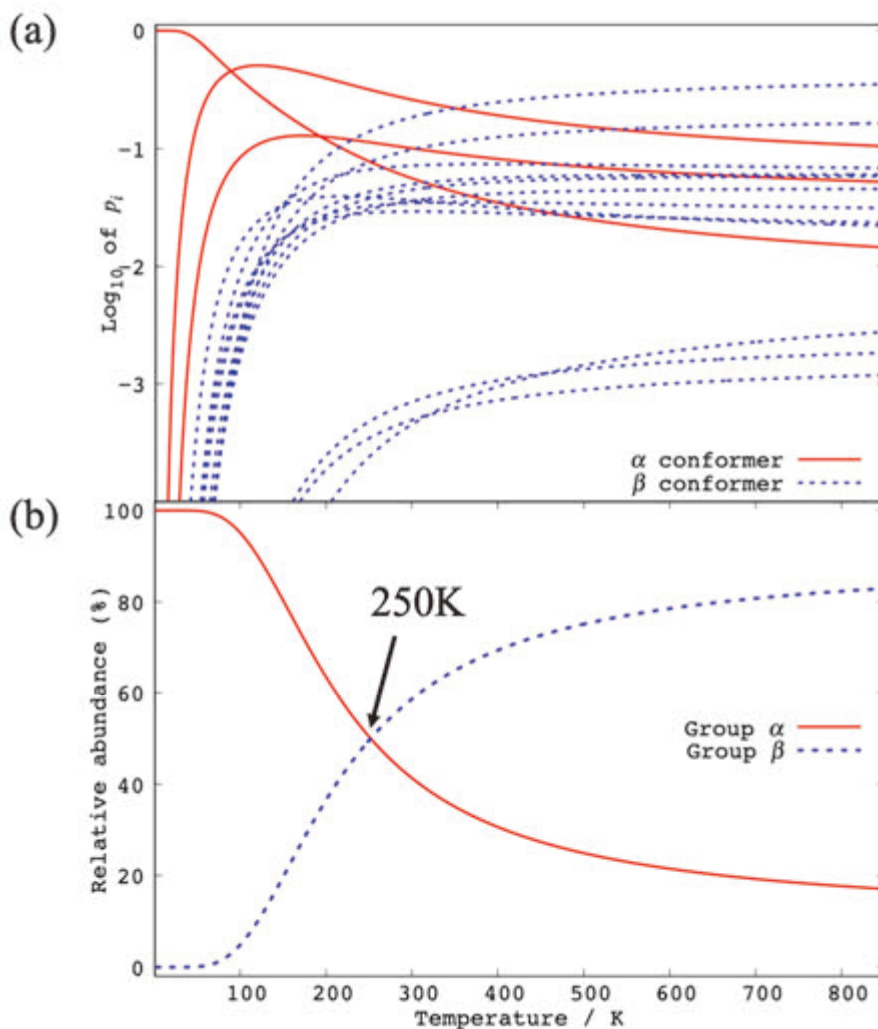 (a)
0
-1
-2
-3
Log₁₀ of pᵢ
α conformer
β conformer
(b)
100
80
60
40
20
0
Relative abundance (%)
250K
Group α
Group β
100 200 300 400 500 600 700 800
Temperature / K